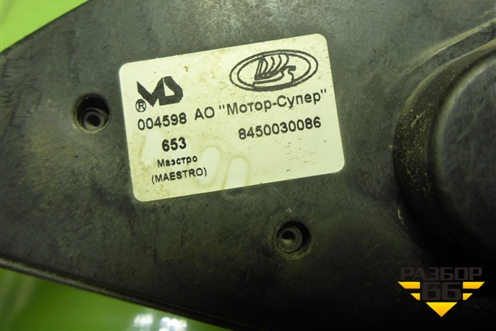 MS
®
004598 АО "Мотор-Супер"
653 8450030086
Маэстро
(MAESTRO)
РАЗБОР
66